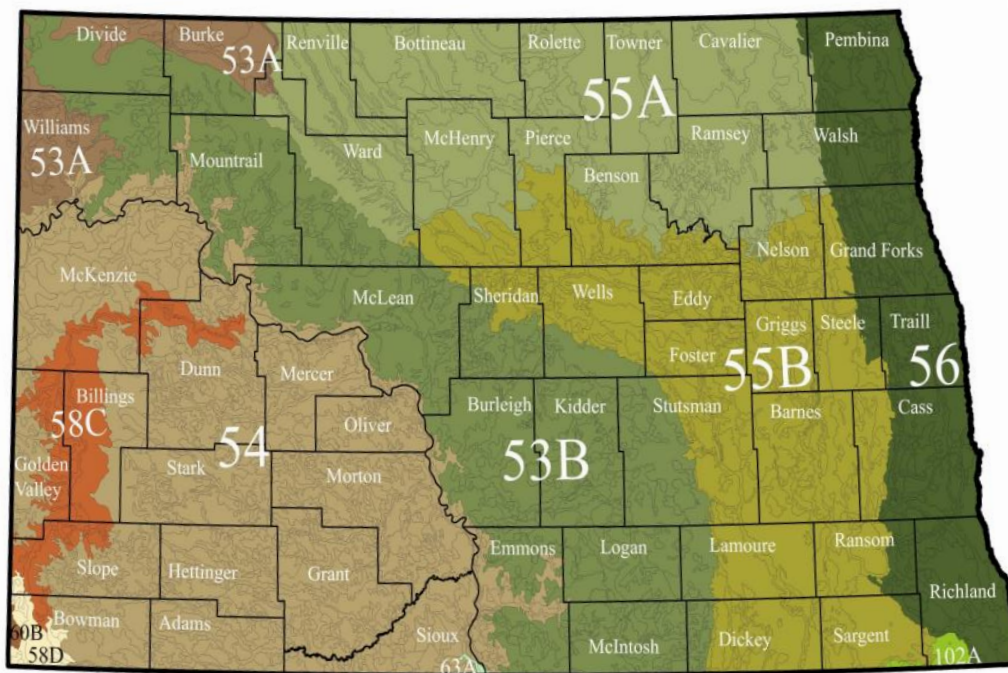 Divide
Burke
Renville
Bottineau
Rolette
Towner
Cavalier
Pembina
53A
55A
Williams
53A
Mountrail
Ward
McHenry
Pierce
Ramsey
Walsh
Benson
McKenzie
McLean
Sheridan
Wells
Eddy
Nelson
Grand Forks
Foster
Griggs
Steele
Traill
55B
56
Dunn
Mercer
Billings
58C
Oliver
54
Burleigh
Kidder
Stutsman
Barnes
Cass
53B
Golden
Valley
Stark
Morton
Emmons
Logan
Lamoure
Ransom
Slope
Hettinger
Grant
Richland
Bowman
Adams
Sioux
McIntosh
Dickey
Sargent
60B
58D
63A
102A